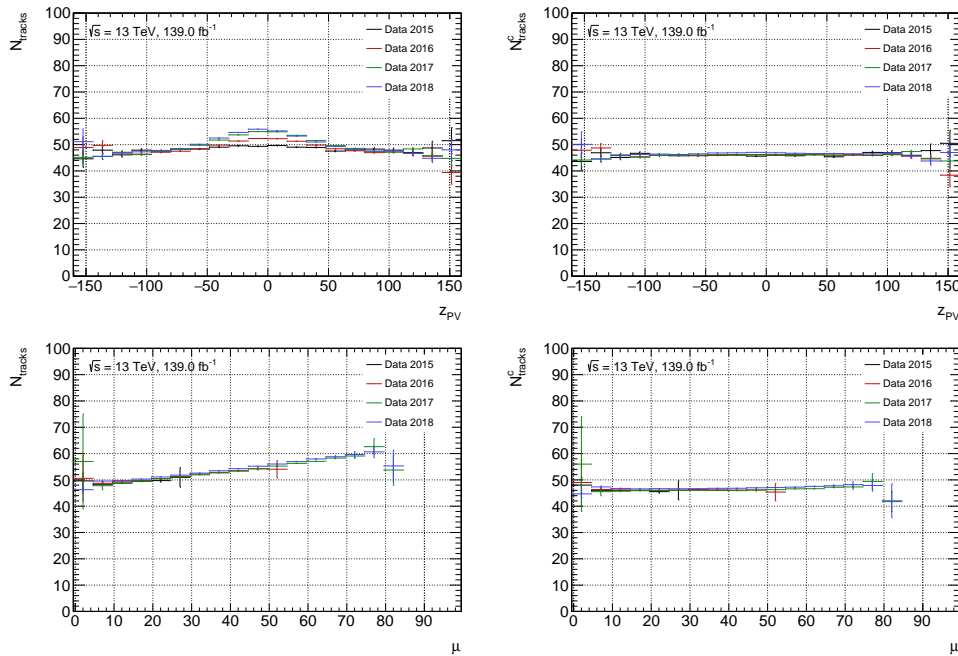 N_tracks
100
90
80
70
60
50
40
30
20
10
0
√s = 13 TeV, 139.0 fb⁻¹
Data 2015
Data 2016
Data 2017
Data 2018
−150 −100 −50 0 50 100 150
z_PV
N^c_tracks
100
90
80
70
60
50
40
30
20
10
0
√s = 13 TeV, 139.0 fb⁻¹
Data 2015
Data 2016
Data 2017
Data 2018
−150 −100 −50 0 50 100 150
z_PV
N_tracks
100
90
80
70
60
50
40
30
20
10
0
√s = 13 TeV, 139.0 fb⁻¹
Data 2015
Data 2016
Data 2017
Data 2018
0 10 20 30 40 50 60 70 80 90
μ
N^c_tracks
100
90
80
70
60
50
40
30
20
10
0
√s = 13 TeV, 139.0 fb⁻¹
Data 2015
Data 2016
Data 2017
Data 2018
0 10 20 30 40 50 60 70 80 90
μ